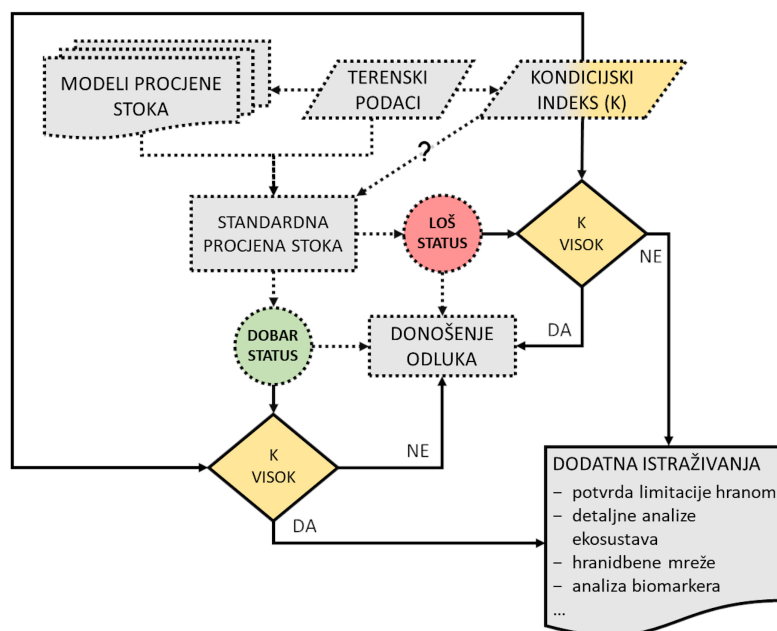 MODELI PROCJENE
STOKA
TERENSKI
PODACI
KONDICIJSKI
INDEKS (K)
?
STANDARDNA
PROCJENA STOKA
LOŠ
STATUS
K
VISOK
NE
DA
DOBAR
STATUS
DONOŠENJE
ODLUKA
K
VISOK
NE
DA
DODATNA ISTRAŽIVANJA
– potvrda limitacije hranom
– detaljne analize
ekosustava
– hranidbene mreže
– analiza biomarkera
...